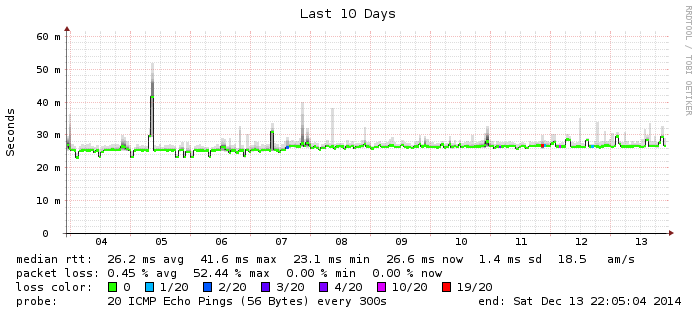 Last 10 Days
RRDTOOL / TOBI OETIKER
Seconds
60 m
50 m
40 m
30 m
20 m
10 m
0
04 05 06 07 08 09 10 11 12 13
median rtt: 26.2 ms avg 41.6 ms max 23.1 ms min 26.6 ms now 1.4 ms sd 18.5 am/s
packet loss: 0.45 % avg 52.44 % max 0.00 % min 0.00 % now
loss color: 0 1/20 2/20 3/20 4/20 10/20 19/20
probe: 20 ICMP Echo Pings (56 Bytes) every 300s end: Sat Dec 13 22:05:04 2014